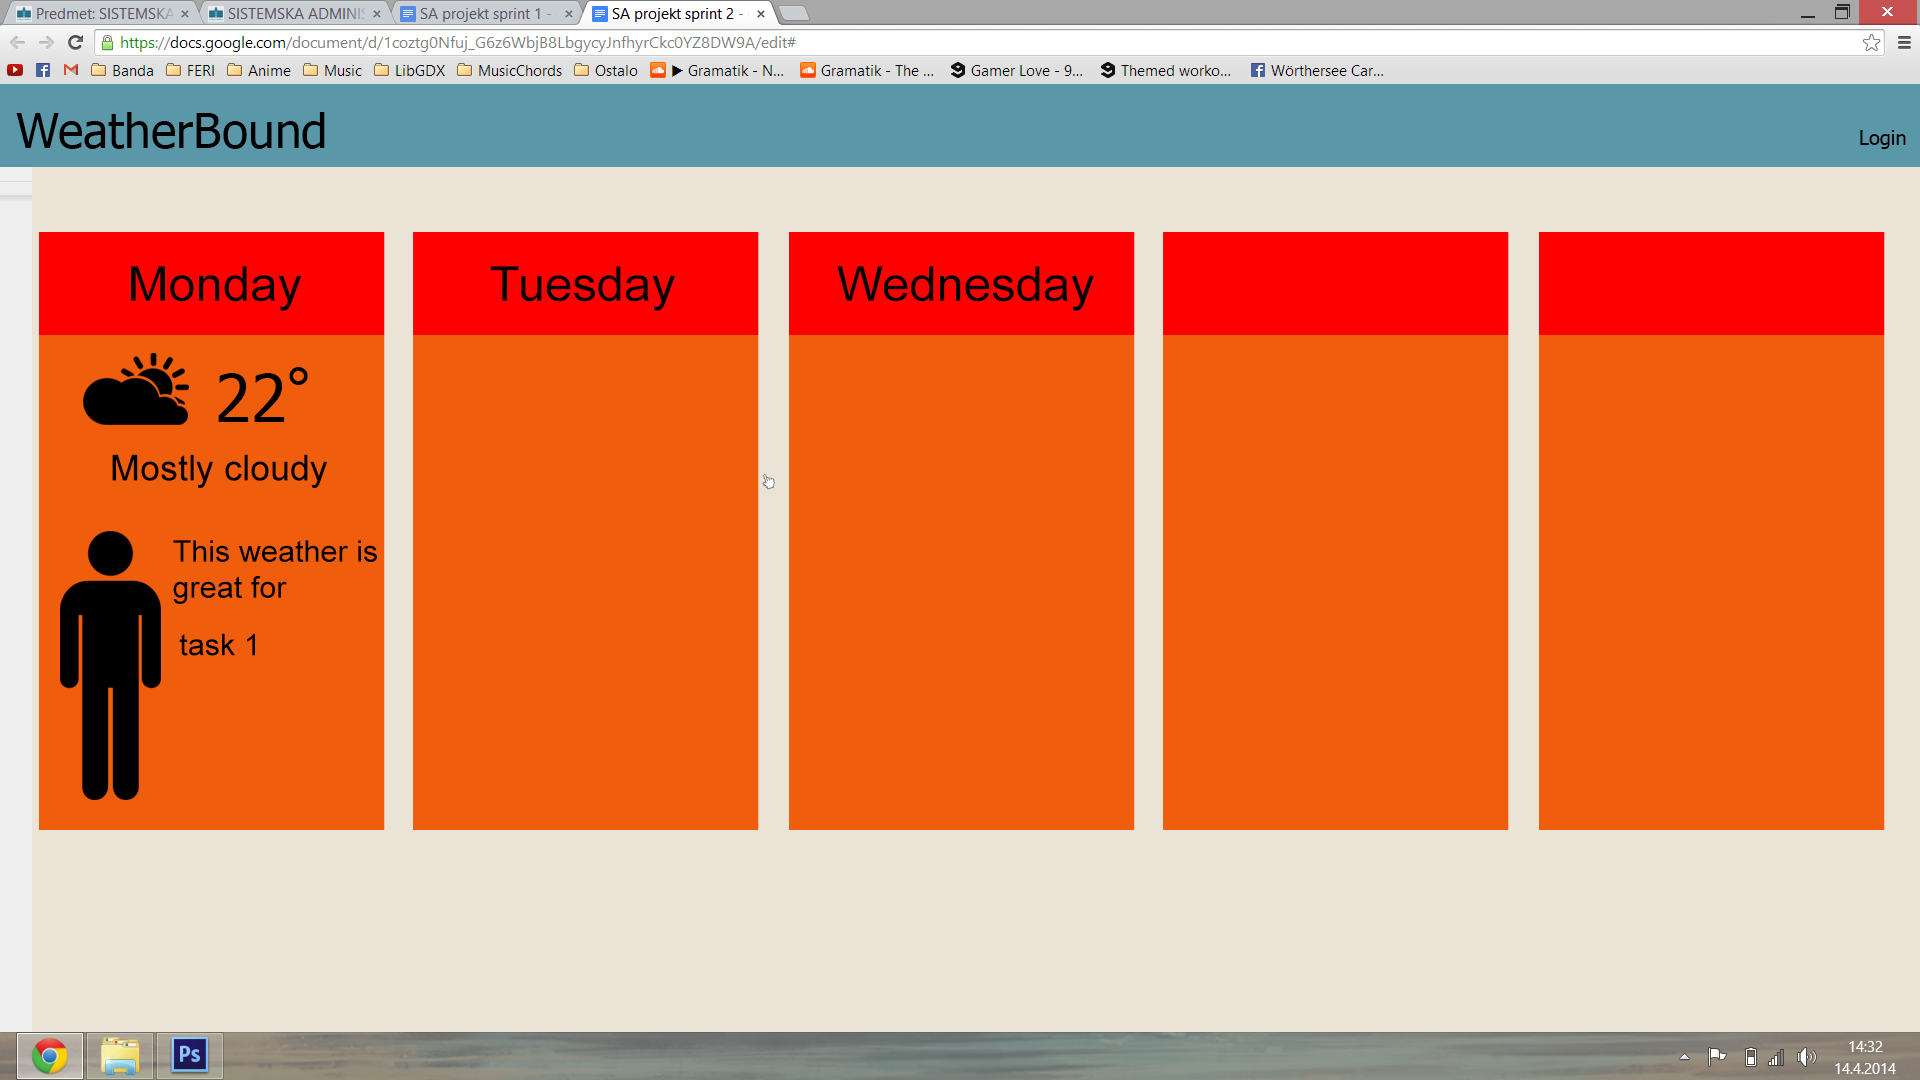 Predmet: SISTEMSKA
SISTEMSKA ADMINIS
SA projekt sprint 1 -
SA projekt sprint 2 -
https://docs.google.com/document/d/1coztg0Nfuj_G6z6WbjB8LbgycyJnfhyrCkc0YZ8DW9A/edit#
Banda
FERI
Anime
Music
LibGDX
MusicChords
Ostalo
▶ Gramatik - N...
Gramatik - The ...
Gamer Love - 9...
Themed worko...
Wörthersee Car...
WeatherBound
Login
Monday
Tuesday
Wednesday
22°
Mostly cloudy
This weather is
great for
task 1
Ps
14:32
14.4.2014